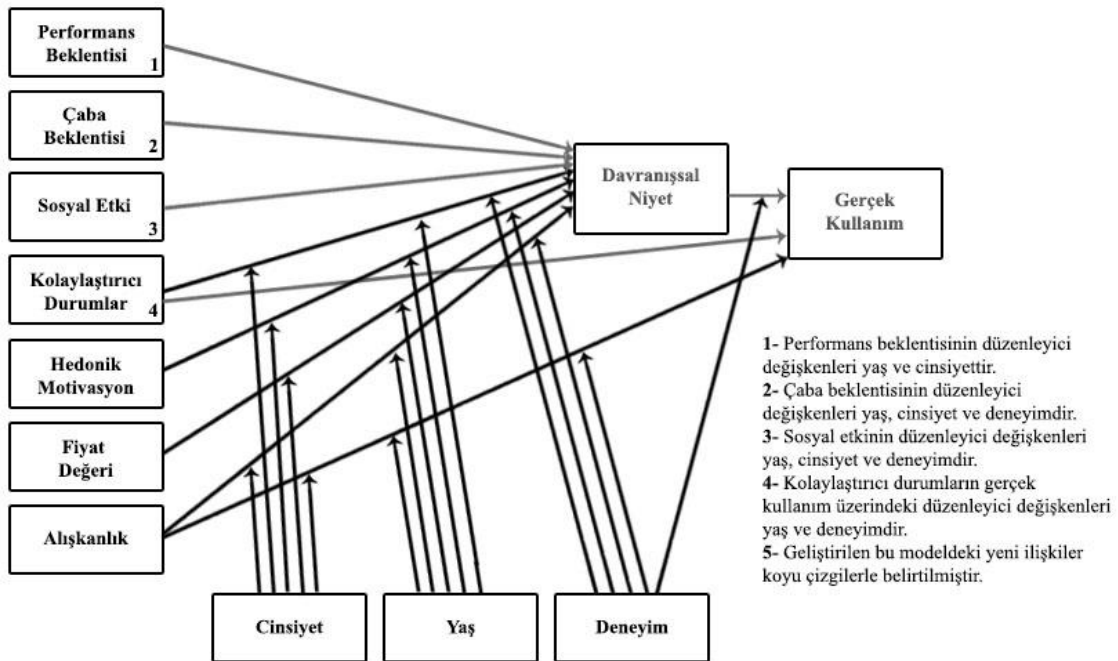 Performans
Beklentisi
1
Çaba
Beklentisi
2
Sosyal Etki
3
Kolaylaştırıcı
Durumlar
4
Hedonik
Motivasyon
Fiyat
Değeri
Alışkanlık
Davranışsal
Niyet
Gerçek
Kullanım
Cinsiyet
Yaş
Deneyim
1- Performans beklentisinin düzenleyici
değişkenleri yaş ve cinsiyettir.
2- Çaba beklentisinin düzenleyici
değişkenleri yaş, cinsiyet ve deneyimdir.
3- Sosyal etkinin düzenleyici değişkenleri
yaş, cinsiyet ve deneyimdir.
4- Kolaylaştırıcı durumların gerçek
kullanım üzerindeki düzenleyici değişkenleri
yaş ve deneyimdir.
5- Geliştirilen bu modeldeki yeni ilişkiler
koyu çizgilerle belirtilmiştir.